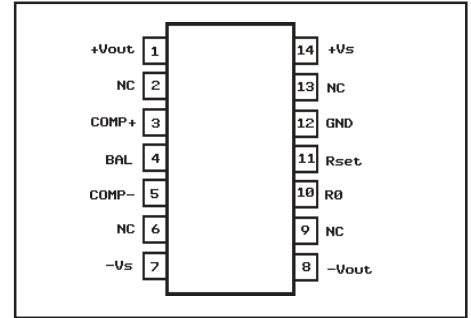 +Vout 1 14 +Vs
NC 2 13 NC
COMP+ 3 12 GND
BAL 4 11 Rset
COMP- 5 10 R0
NC 6 9 NC
-Vs 7 8 -Vout